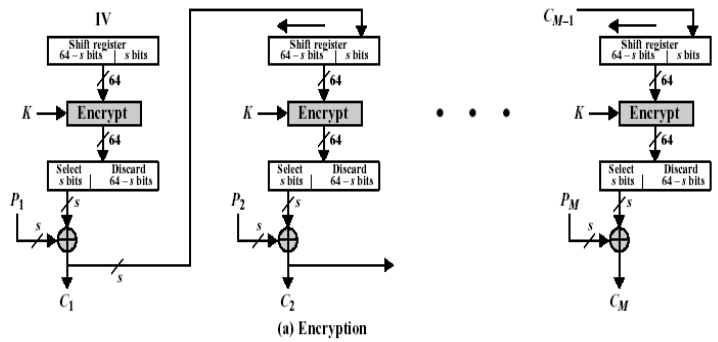 IV
Shift register
64 – s bits | s bits
64
K
Encrypt
64
Select
s bits
Discard
64 – s bits
P1
s
s
s
C1
Shift register
64 – s bits | s bits
64
K
Encrypt
64
Select
s bits
Discard
64 – s bits
P2
s
s
C2
• • •
CM–1
Shift register
64 – s bits | s bits
64
K
Encrypt
64
Select
s bits
Discard
64 – s bits
PM
s
s
CM
(a) Encryption